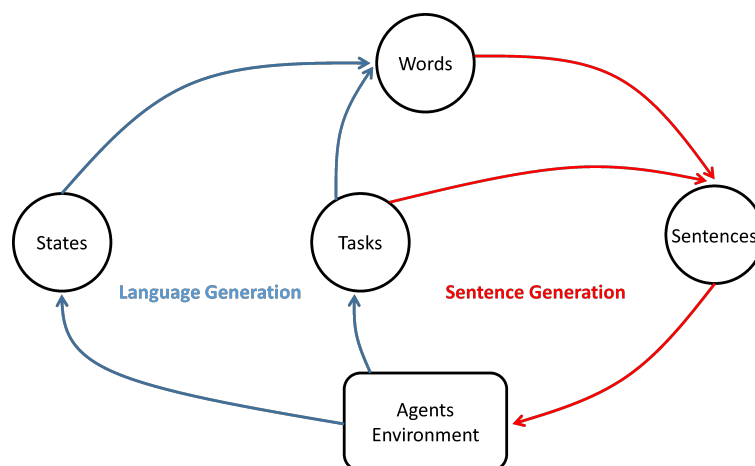 Words
States
Tasks
Sentences
Language Generation
Sentence Generation
Agents
Environment